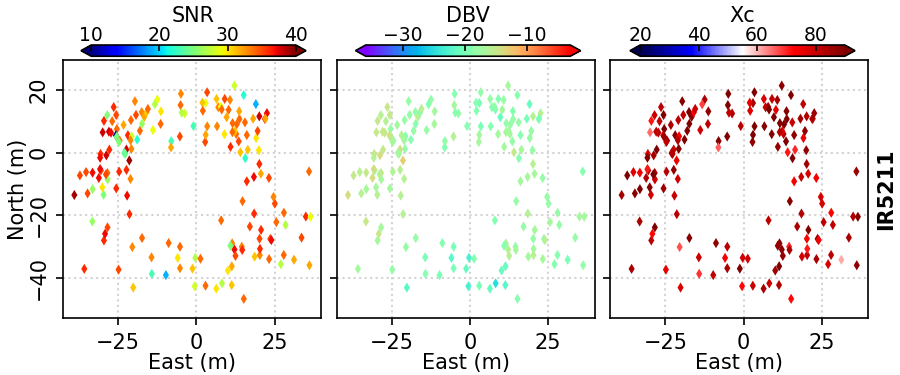 SNR DBV Xc
10 20 30 40 −30 −20 −10 20 40 60 80
20
0
−20
−40
North (m)
IR5211
−25 0 25 −25 0 25 −25 0 25
East (m) East (m) East (m)